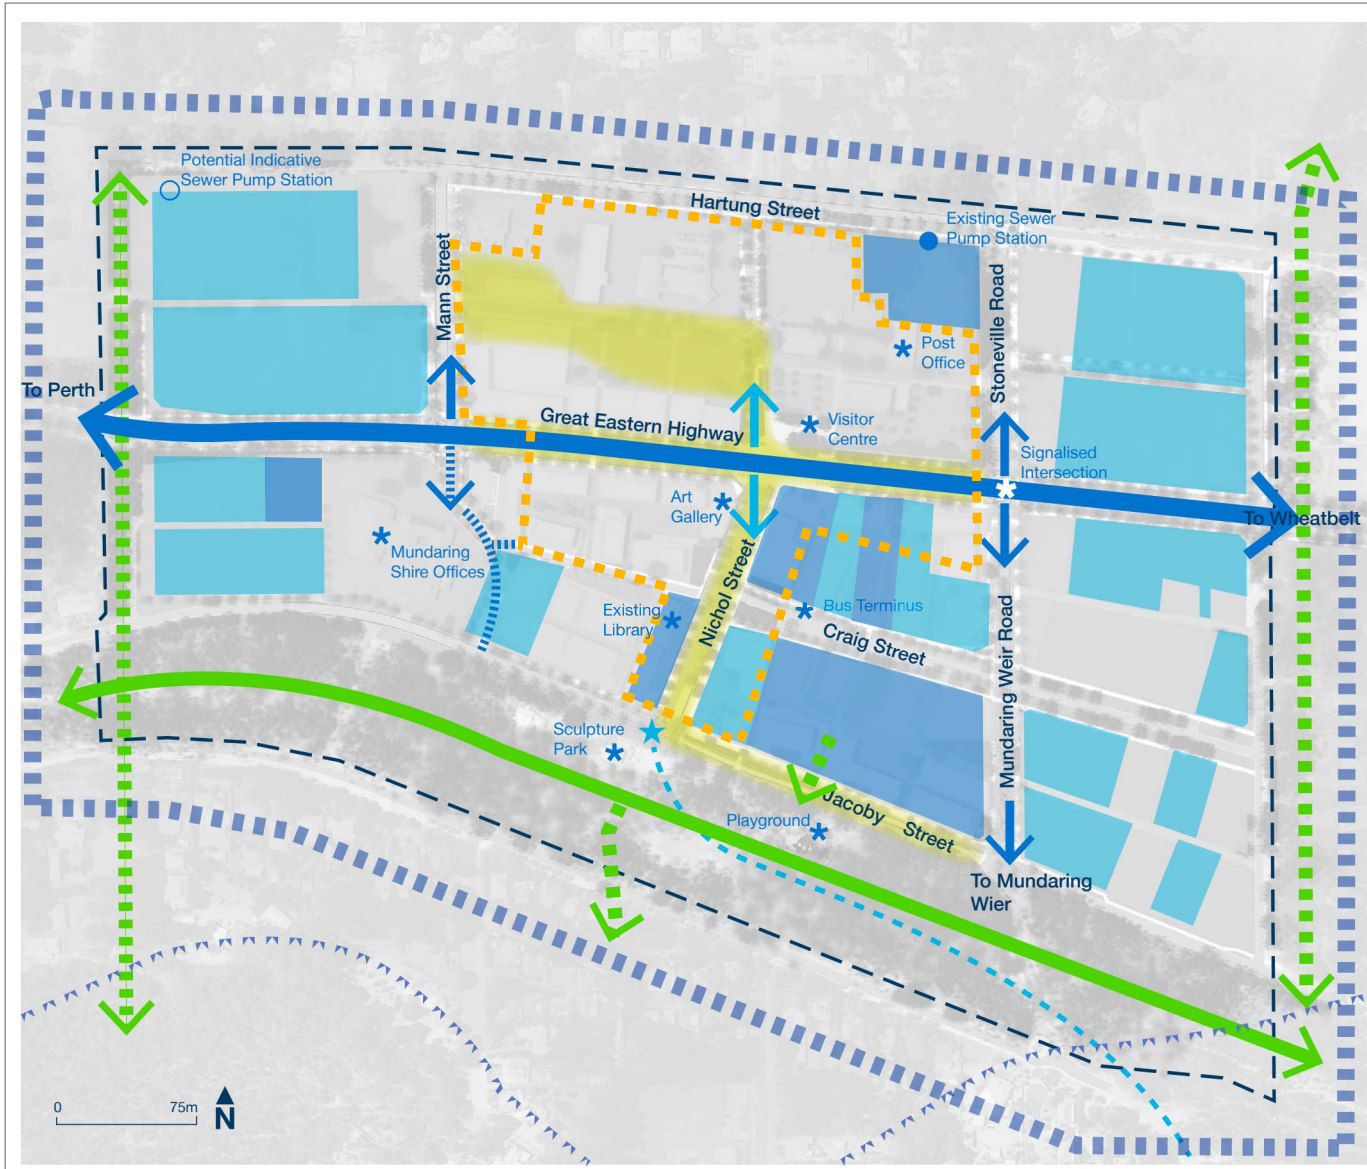 Potential Indicative
Sewer Pump Station
Hartung Street
Existing Sewer
Pump Station
Mann Street
Stoneville Road
Post
Office
To Perth
Great Eastern Highway
Visitor
Centre
Signalised
Intersection
Art
Gallery
To Wheatbelt
Mundaring
Shire Offices
Nichol Street
Existing
Library
Bus Terminus
Craig Street
Mundaring Weir Road
Sculpture
Park
Playground
Jacoby Street
To Mundaring
Wier
0 75m
N